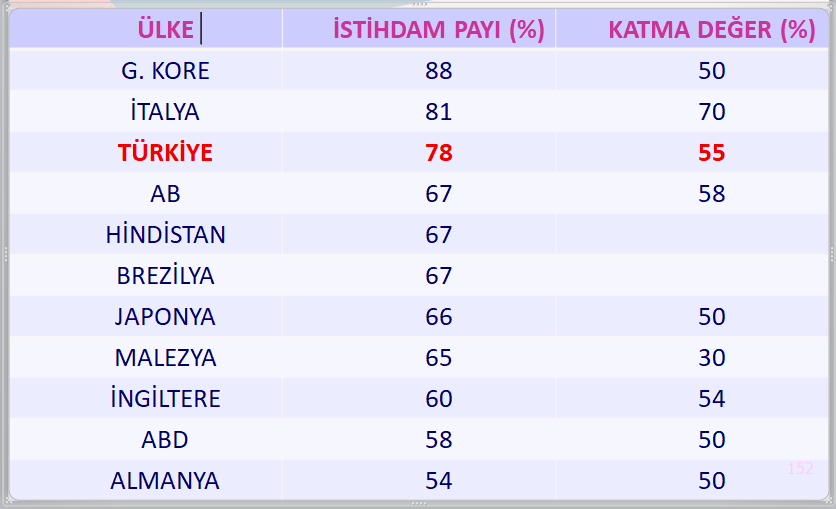 ÜLKE İSTİHDAM PAYI (%) KATMA DEĞER (%)
G. KORE 88 50
İTALYA 81 70
TÜRKİYE 78 55
AB 67 58
HİNDİSTAN 67
BREZİLYA 67
JAPONYA 66 50
MALEZYA 65 30
İNGİLTERE 60 54
ABD 58 50
152
ALMANYA 54 50